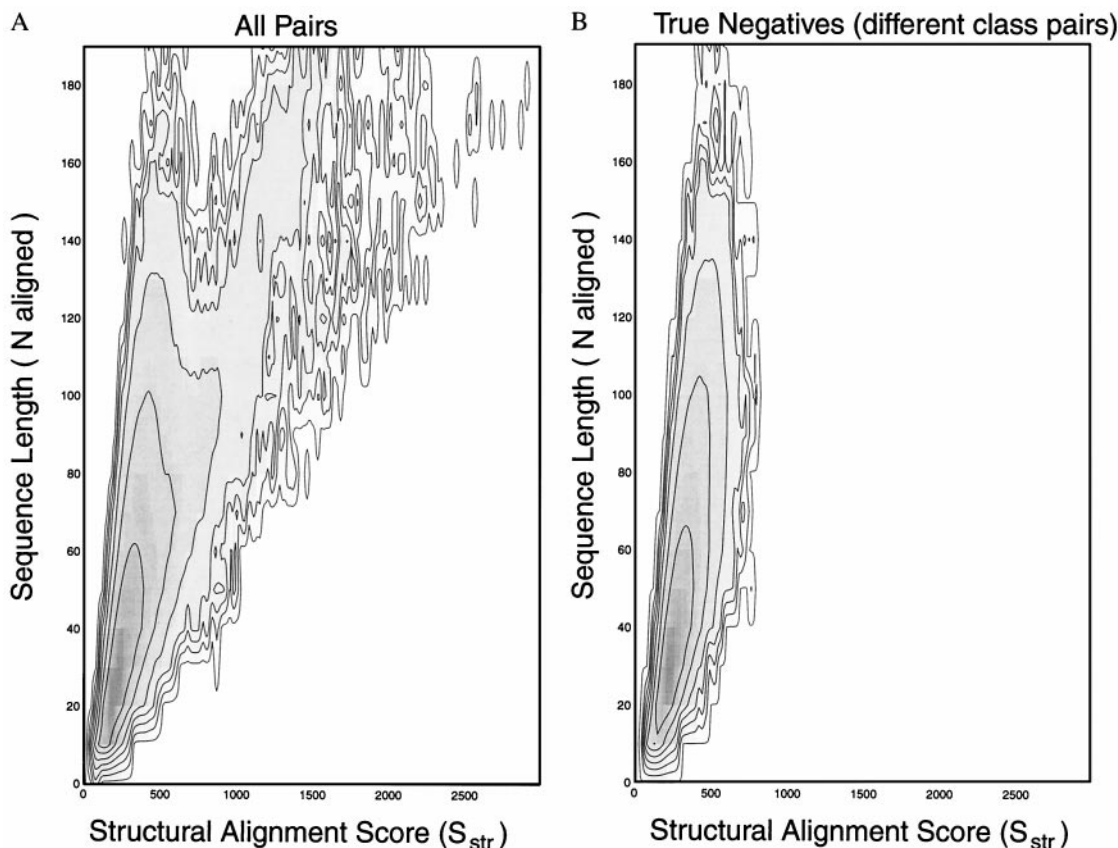 A
All Pairs
Sequence Length ( N aligned )
180
160
140
120
100
80
60
40
20
0
0 500 1000 1500 2000 2500
Structural Alignment Score (S_str)
B
True Negatives (different class pairs)
Sequence Length ( N aligned )
180
160
140
120
100
80
60
40
20
0
0 500 1000 1500 2000 2500
Structural Alignment Score (S_str)